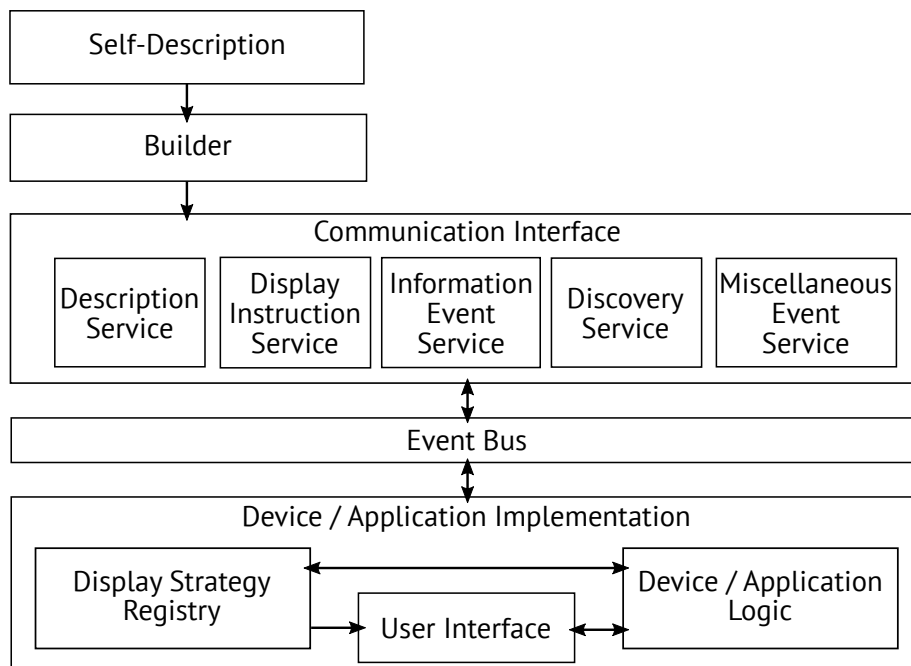 Self-Description
Builder
Communication Interface
Description
Service
Display
Instruction
Service
Information
Event
Service
Discovery
Service
Miscellaneous
Event
Service
Event Bus
Device / Application Implementation
Display Strategy
Registry
User Interface
Device / Application
Logic